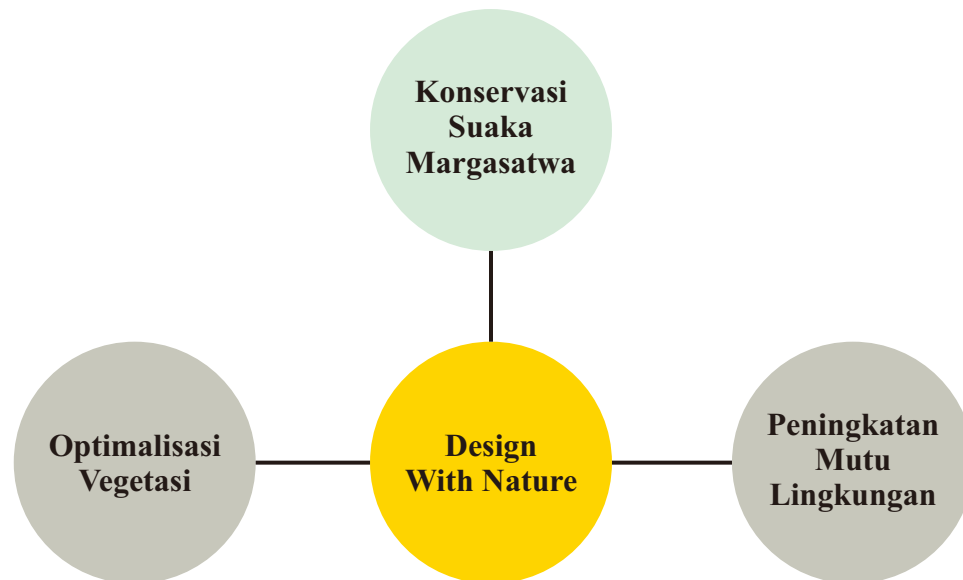 Konservasi
Suaka
Margasatwa
Optimalisasi
Vegetasi
Design
With Nature
Peningkatan
Mutu
Lingkungan